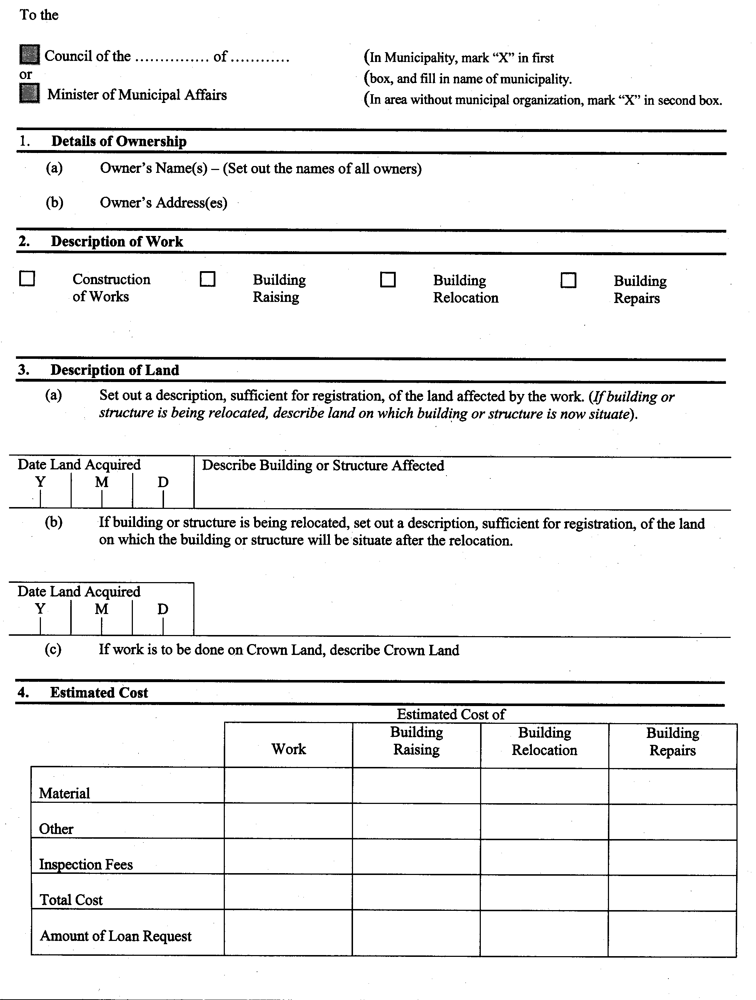 To the
Council of the ............... of ............
(In Municipality, mark “X” in first
or
(box, and fill in name of municipality.
Minister of Municipal Affairs
(In area without municipal organization, mark “X” in second box.
1. Details of Ownership
(a) Owner’s Name(s) – (Set out the names of all owners)
(b) Owner’s Address(es)
2. Description of Work
Construction of Works
Building Raising
Building Relocation
Building Repairs
3. Description of Land
(a) Set out a description, sufficient for registration, of the land affected by the work. (If building or
structure is being relocated, describe land on which building or structure is now situate).
Date Land Acquired
Y M D
Describe Building or Structure Affected
(b) If building or structure is being relocated, set out a description, sufficient for registration, of the land
on which the building or structure will be situate after the relocation.
Date Land Acquired
Y M D
(c) If work is to be done on Crown Land, describe Crown Land
4. Estimated Cost
Estimated Cost of
Work
Building Raising
Building Relocation
Building Repairs
Material
Other
Inspection Fees
Total Cost
Amount of Loan Request